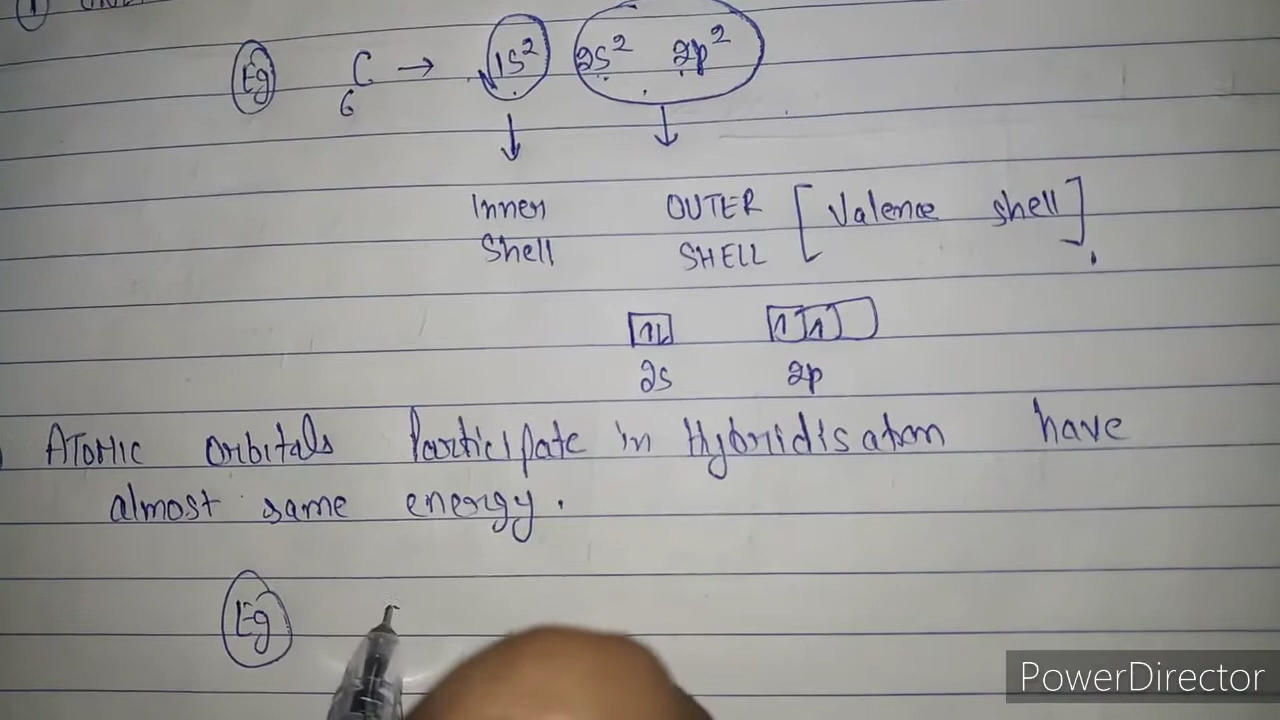 Eg C → 1s² 2s² 2p²
6
Inner OUTER [Valence shell]
Shell SHELL
2s 2p
ATOMIC orbitals Participate in Hybridisation have
almost same energy.
Eg
PowerDirector